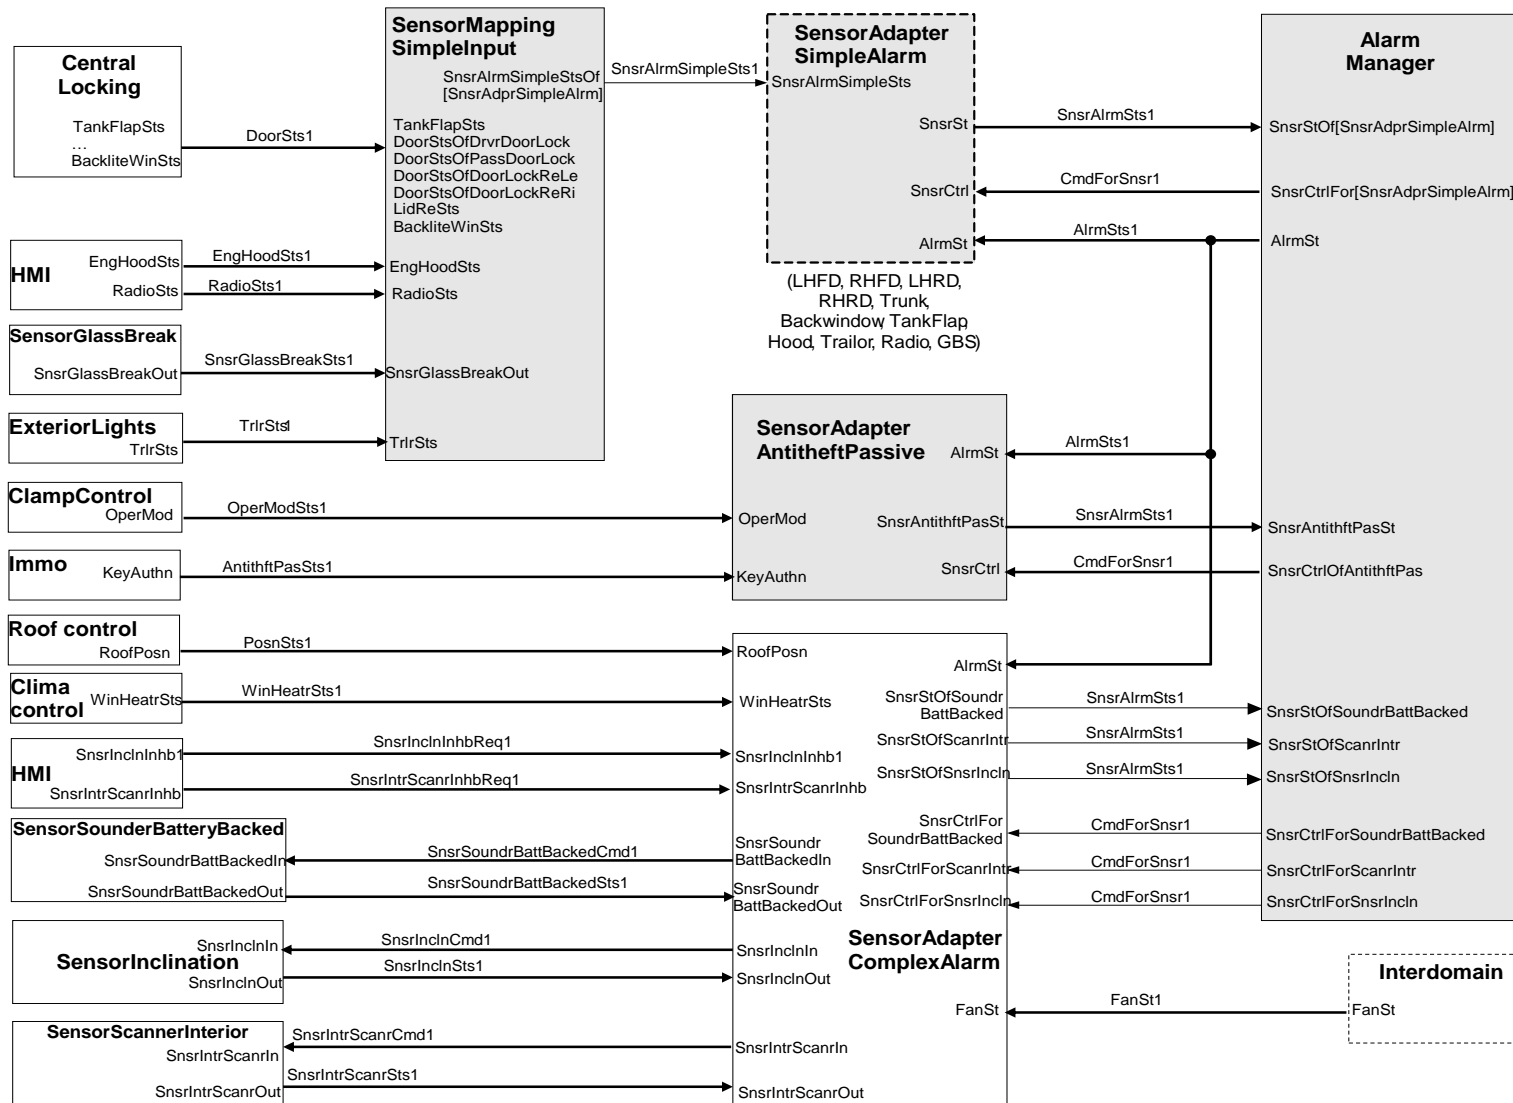 Central
Locking
TankFlapSts
...
BackliteWinSts
DoorSts1
HMI
EngHoodSts
RadioSts
EngHoodSts1
RadioSts1
SensorGlassBreak
SnsrGlassBreakOut
SnsrGlassBreakSts1
ExteriorLights
TrlrSts
TrlrSts1
SensorMapping
SimpleInput
SnsrAlrmSimpleStsOf
[SnsrAdprSimpleAlrm]
TankFlapSts
DoorStsOfDrvrDoorLock
DoorStsOfPassDoorLock
DoorStsOfDoorLockReLe
DoorStsOfDoorLockReRi
LidReSts
BackliteWinSts
EngHoodSts
RadioSts
SnsrGlassBreakOut
TrlrSts
SnsrAlrmSimpleSts1
SensorAdapter
SimpleAlarm
SnsrAlrmSimpleSts
SnsrSt
SnsrCtrl
AlrmSt
(LHFD, RHFD, LHRD,
RHRD, Trunk,
Backwindow, TankFlap,
Hood, Trailor, Radio, GBS)
SnsrAlrmSts1
CmdForSnsr1
AlrmSts1
Alarm
Manager
SnsrStOf[SnsrAdprSimpleAlrm]
SnsrCtrlFor[SnsrAdprSimpleAlrm]
AlrmSt
SnsrAntithftPasSt
SnsrCtrlOfAntithftPas
SnsrStOfSoundrBattBacked
SnsrStOfScanrIntr
SnsrStOfSnsrIncln
SnsrCtrlForSoundrBattBacked
SnsrCtrlForScanrIntr
SnsrCtrlForSnsrIncln
ClampControl
OperMod
OperModSts1
Immo
KeyAuthn
AntithftPasSts1
SensorAdapter
AntitheftPassive
AlrmSt
OperMod
SnsrAntithftPasSt
KeyAuthn
SnsrCtrl
AlrmSts1
SnsrAlrmSts1
CmdForSnsr1
Roof control
RoofPosn
PosnSts1
Clima
control
WinHeatrSts
WinHeatrSts1
HMI
SnsrInclnInhb1
SnsrIntrScanrInhb
SnsrInclnInhbReq1
SnsrIntrScanrInhbReq1
SensorSounderBatteryBacked
SnsrSoundrBattBackedIn
SnsrSoundrBattBackedOut
SnsrSoundrBattBackedCmd1
SnsrSoundrBattBackedSts1
SensorInclination
SnsrInclnIn
SnsrInclnOut
SnsrInclnCmd1
SnsrInclnSts1
SensorScannerInterior
SnsrIntrScanrIn
SnsrIntrScanrOut
SnsrIntrScanrCmd1
SnsrIntrScanrSts1
RoofPosn
AlrmSt
WinHeatrSts
SnsrStOfSoundr
BattBacked
SnsrStOfScanrIntr
SnsrInclnInhb1
SnsrStOfSnsrIncln
SnsrIntrScanrInhb
SnsrCtrlFor
SoundrBattBacked
SnsrSoundr
BattBackedIn
SnsrCtrlForScanrIntr
SnsrSoundr
BattBackedOut
SnsrCtrlForSnsrIncln
SensorAdapter
ComplexAlarm
SnsrInclnIn
SnsrInclnOut
FanSt
SnsrIntrScanrIn
SnsrIntrScanrOut
SnsrAlrmSts1
SnsrAlrmSts1
SnsrAlrmSts1
CmdForSnsr1
CmdForSnsr1
CmdForSnsr1
FanSt1
Interdomain
FanSt